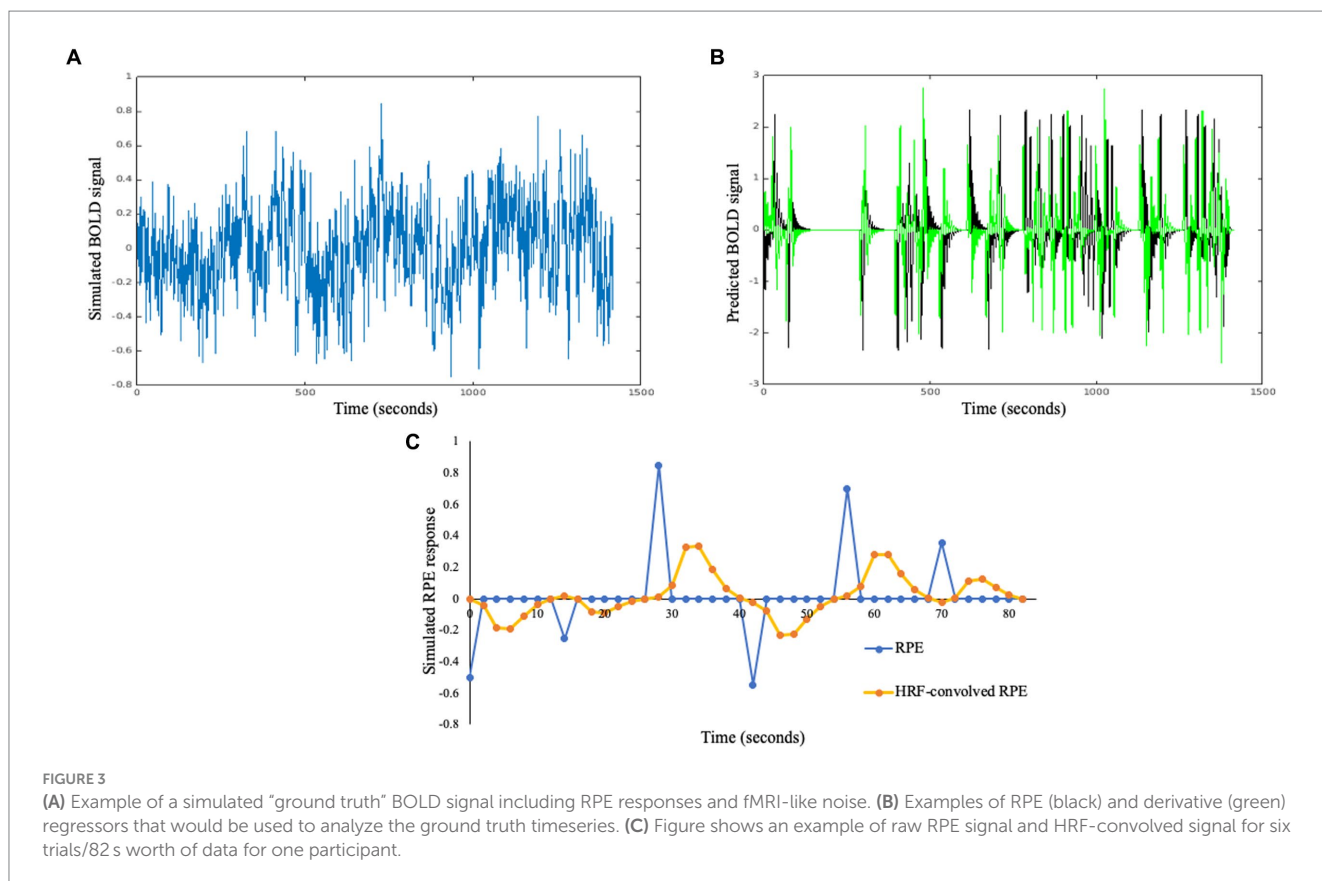 A
1
0.8
0.6
0.4
0.2
0
-0.2
-0.4
-0.6
-0.8
Simulated BOLD signal
0 500 1000 1500
Time (seconds)
B
3
2
1
0
-1
-2
-3
Predicted BOLD signal
0 500 1000 1500
Time (seconds)
C
1
0.8
0.6
0.4
0.2
0
-0.2
-0.4
-0.6
-0.8
Simulated RPE response
0 10 20 30 40 50 60 70 80
RPE
HRF-convolved RPE
Time (seconds)
FIGURE 3
(A) Example of a simulated “ground truth” BOLD signal including RPE responses and fMRI-like noise. (B) Examples of RPE (black) and derivative (green)
regressors that would be used to analyze the ground truth timeseries. (C) Figure shows an example of raw RPE signal and HRF-convolved signal for six
trials/82 s worth of data for one participant.